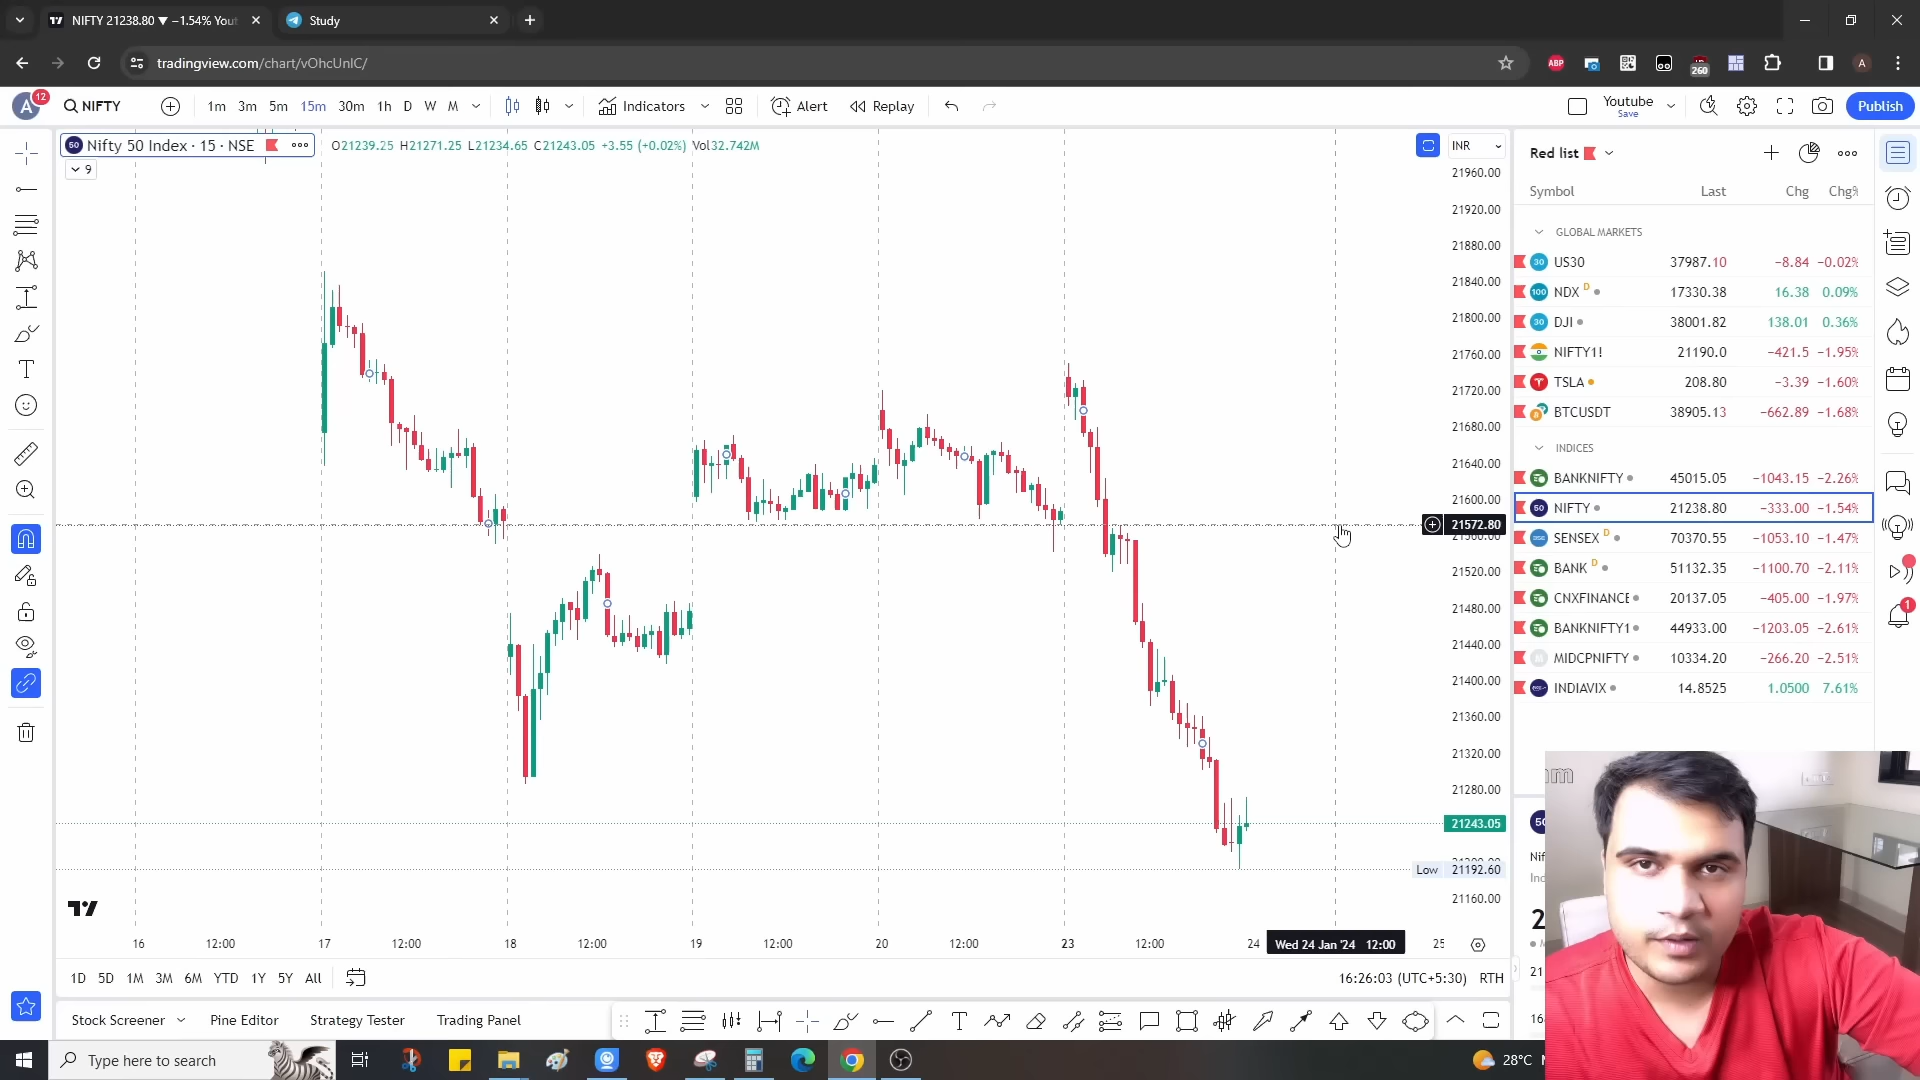 NIFTY 21238.80 ▼ −1.54% You
Study
tradingview.com/chart/vOhcUnIC/
ABP
260
A
A
12
NIFTY
1m 3m 5m 15m 30m 1h D W M
Indicators
Alert
Replay
Youtube
Save
Publish
50 Nifty 50 Index · 15 · NSE
O21239.25 H21271.25 L21234.65 C21243.05 +3.55 (+0.02%) Vol32.742M
9
INR
21960.00
21920.00
21880.00
21840.00
21800.00
21760.00
21720.00
21680.00
21640.00
21600.00
21572.80
21560.00
21520.00
21480.00
21440.00
21400.00
21360.00
21320.00
21280.00
21243.05
Low 21192.60
21160.00
16 12:00 17 12:00 18 12:00 19 12:00 20 12:00 23 12:00 24 Wed 24 Jan '24 12:00 25
1D 5D 1M 3M 6M YTD 1Y 5Y All
16:26:03 (UTC+5:30) RTH
Stock Screener Pine Editor Strategy Tester Trading Panel
Red list
Symbol Last Chg Chg%
GLOBAL MARKETS
30 US30 37987.10 −8.84 −0.02%
100 NDX D 17330.38 16.38 0.09%
30 DJI 38001.82 138.01 0.36%
NIFTY1! 21190.0 −421.5 −1.95%
TSLA 208.80 −3.39 −1.60%
BTCUSDT 38905.13 −662.89 −1.68%
INDICES
BANKNIFTY 45015.05 −1043.15 −2.26%
50 NIFTY 21238.80 −333.00 −1.54%
SENSEX D 70370.55 −1053.10 −1.47%
BANK D 51132.35 −1100.70 −2.11%
CNXFINANCE 20137.05 −405.00 −1.97%
BANKNIFTY1 44933.00 −1203.05 −2.61%
MIDCPNIFTY 10334.20 −266.20 −2.51%
INDIAVIX 14.8525 1.0500 7.61%
1
Type here to search
28°C